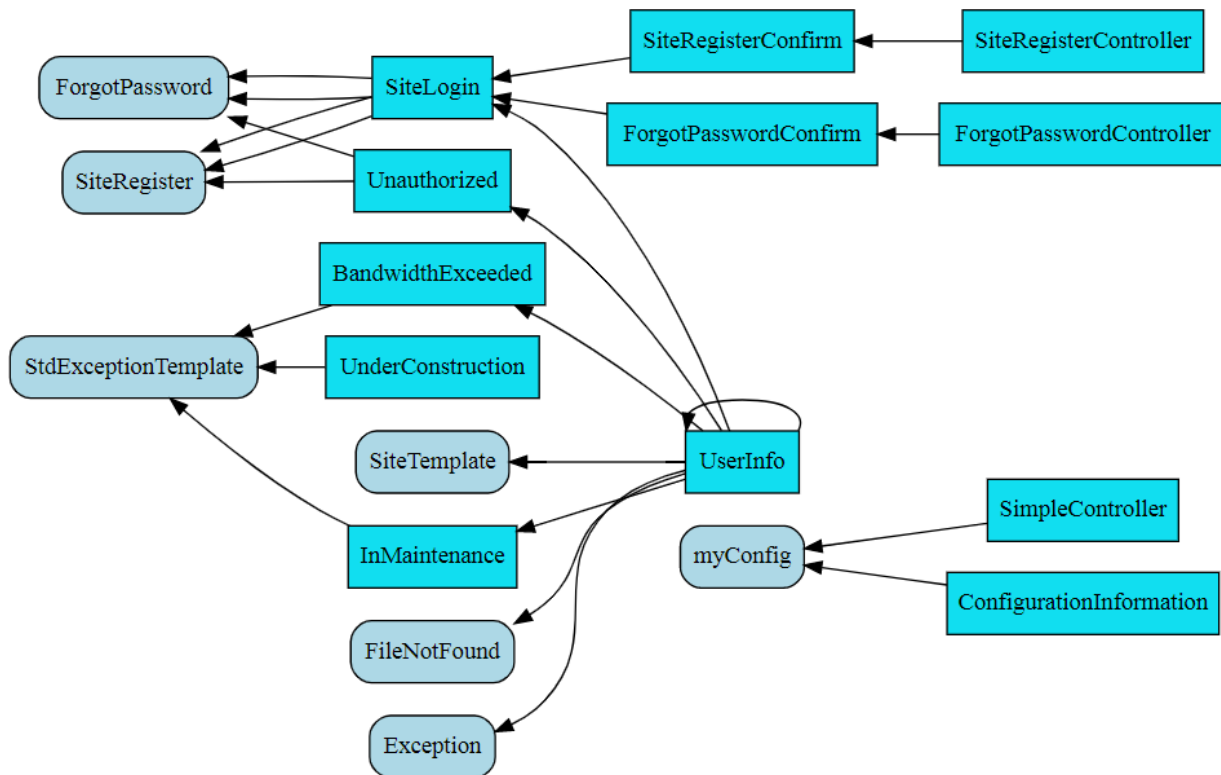 SiteRegisterConfirm
SiteRegisterController
ForgotPassword
SiteLogin
ForgotPasswordConfirm
ForgotPasswordController
SiteRegister
Unauthorized
BandwidthExceeded
StdExceptionTemplate
UnderConstruction
SiteTemplate
UserInfo
SimpleController
InMaintenance
myConfig
ConfigurationInformation
FileNotFound
Exception